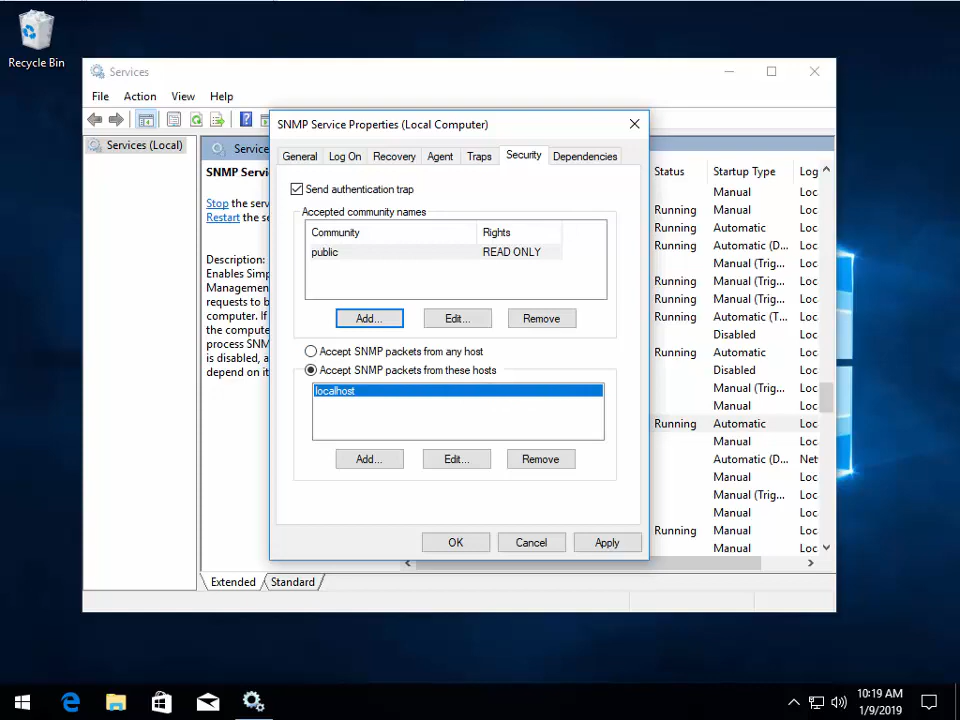 Recycle Bin
Services
File Action View Help
Services (Local)
Service
SNMP Servi
Stop the serv
Restart the se
Description:
Enables Simp
Management
requests to b
computer. If
the compute
process SNM
is disabled, a
depend on it
SNMP Service Properties (Local Computer)
General Log On Recovery Agent Traps Security Dependencies
Send authentication trap
Accepted community names
Community Rights
public READ ONLY
Add... Edit... Remove
Accept SNMP packets from any host
Accept SNMP packets from these hosts
localhost
Add... Edit... Remove
OK Cancel Apply
Status Startup Type Log
Manual Loc
Running Manual Loc
Running Automatic Loc
Running Automatic (D... Loc
Manual (Trig... Loc
Running Manual (Trig... Loc
Running Manual (Trig... Loc
Running Automatic (T... Loc
Disabled Loc
Running Automatic Loc
Disabled Loc
Manual (Trig... Loc
Manual Loc
Running Automatic Loc
Manual Loc
Automatic (D... Net
Manual Loc
Manual (Trig... Loc
Manual Loc
Running Manual Loc
Manual Loc
Extended Standard
10:19 AM
1/9/2019